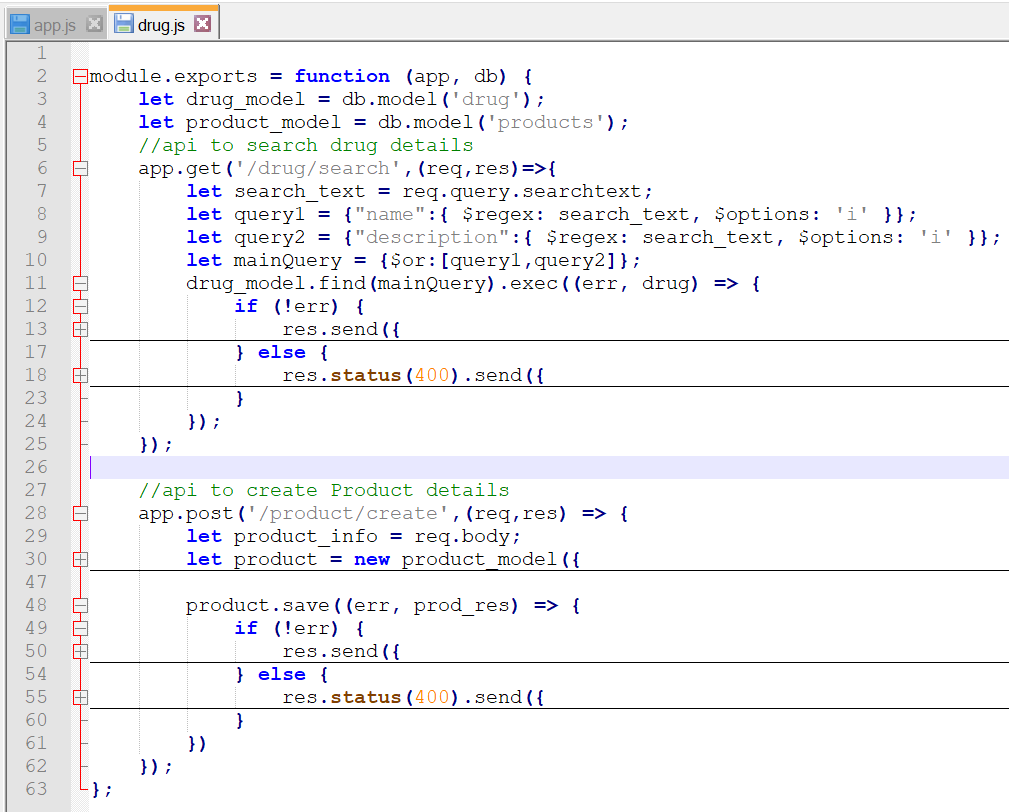 app.js drug.js
1
2 module.exports = function (app, db) {
3 let drug_model = db.model('drug');
4 let product_model = db.model('products');
5 //api to search drug details
6 app.get('/drug/search',(req,res)=>{
7 let search_text = req.query.searchtext;
8 let query1 = {"name":{ $regex: search_text, $options: 'i' }};
9 let query2 = {"description":{ $regex: search_text, $options: 'i' }};
10 let mainQuery = {$or:[query1,query2]};
11 drug_model.find(mainQuery).exec((err, drug) => {
12 if (!err) {
13 res.send({
17 } else {
18 res.status(400).send({
23 }
24 });
25 });
26
27 //api to create Product details
28 app.post('/product/create',(req,res) => {
29 let product_info = req.body;
30 let product = new product_model({
47
48 product.save((err, prod_res) => {
49 if (!err) {
50 res.send({
54 } else {
55 res.status(400).send({
60 }
61 })
62 });
63 };